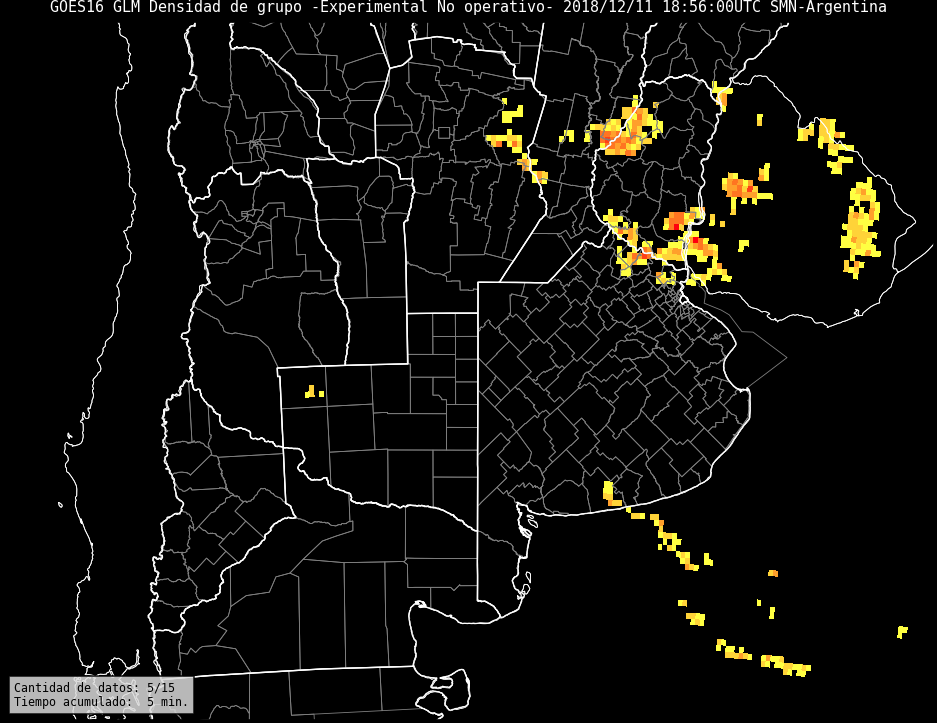 GOES16 GLM Densidad de grupo -Experimental No operativo- 2018/12/11 18:56:00UTC SMN-Argentina
Cantidad de datos: 5/15
Tiempo acumulado:  5 min.